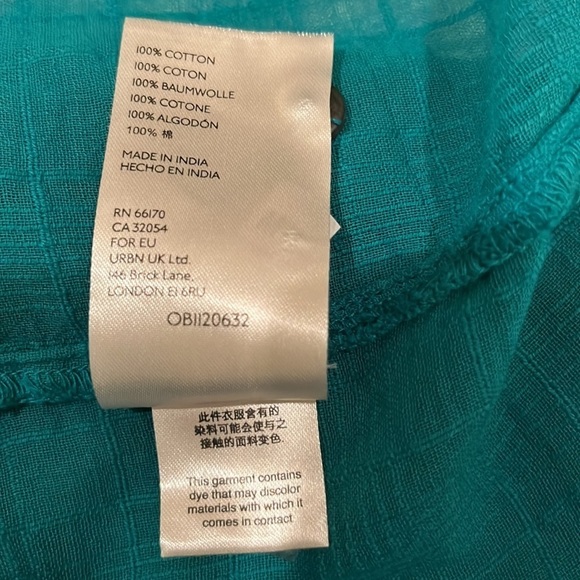 100% COTTON
100% COTON
100% BAUMWOLLE
100% COTONE
100% ALGODÓN
100% 棉
MADE IN INDIA
HECHO EN INDIA
RN 66170
CA 32054
FOR EU
URBN UK Ltd.
146 Brick Lane,
LONDON E1 6RU
OB1120632
此件衣服含有的
染料可能会使与之
接触的面料变色.
This garment contains
dye that may discolor
materials with which it
comes in contact